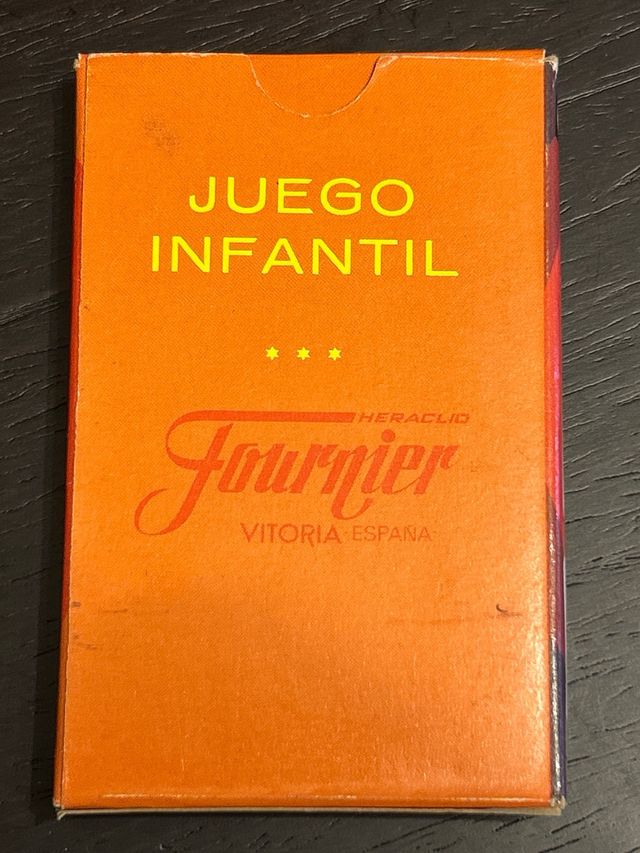 JUEGO
INFANTIL
HERACLIO
Fournier
VITORIA-ESPAÑA